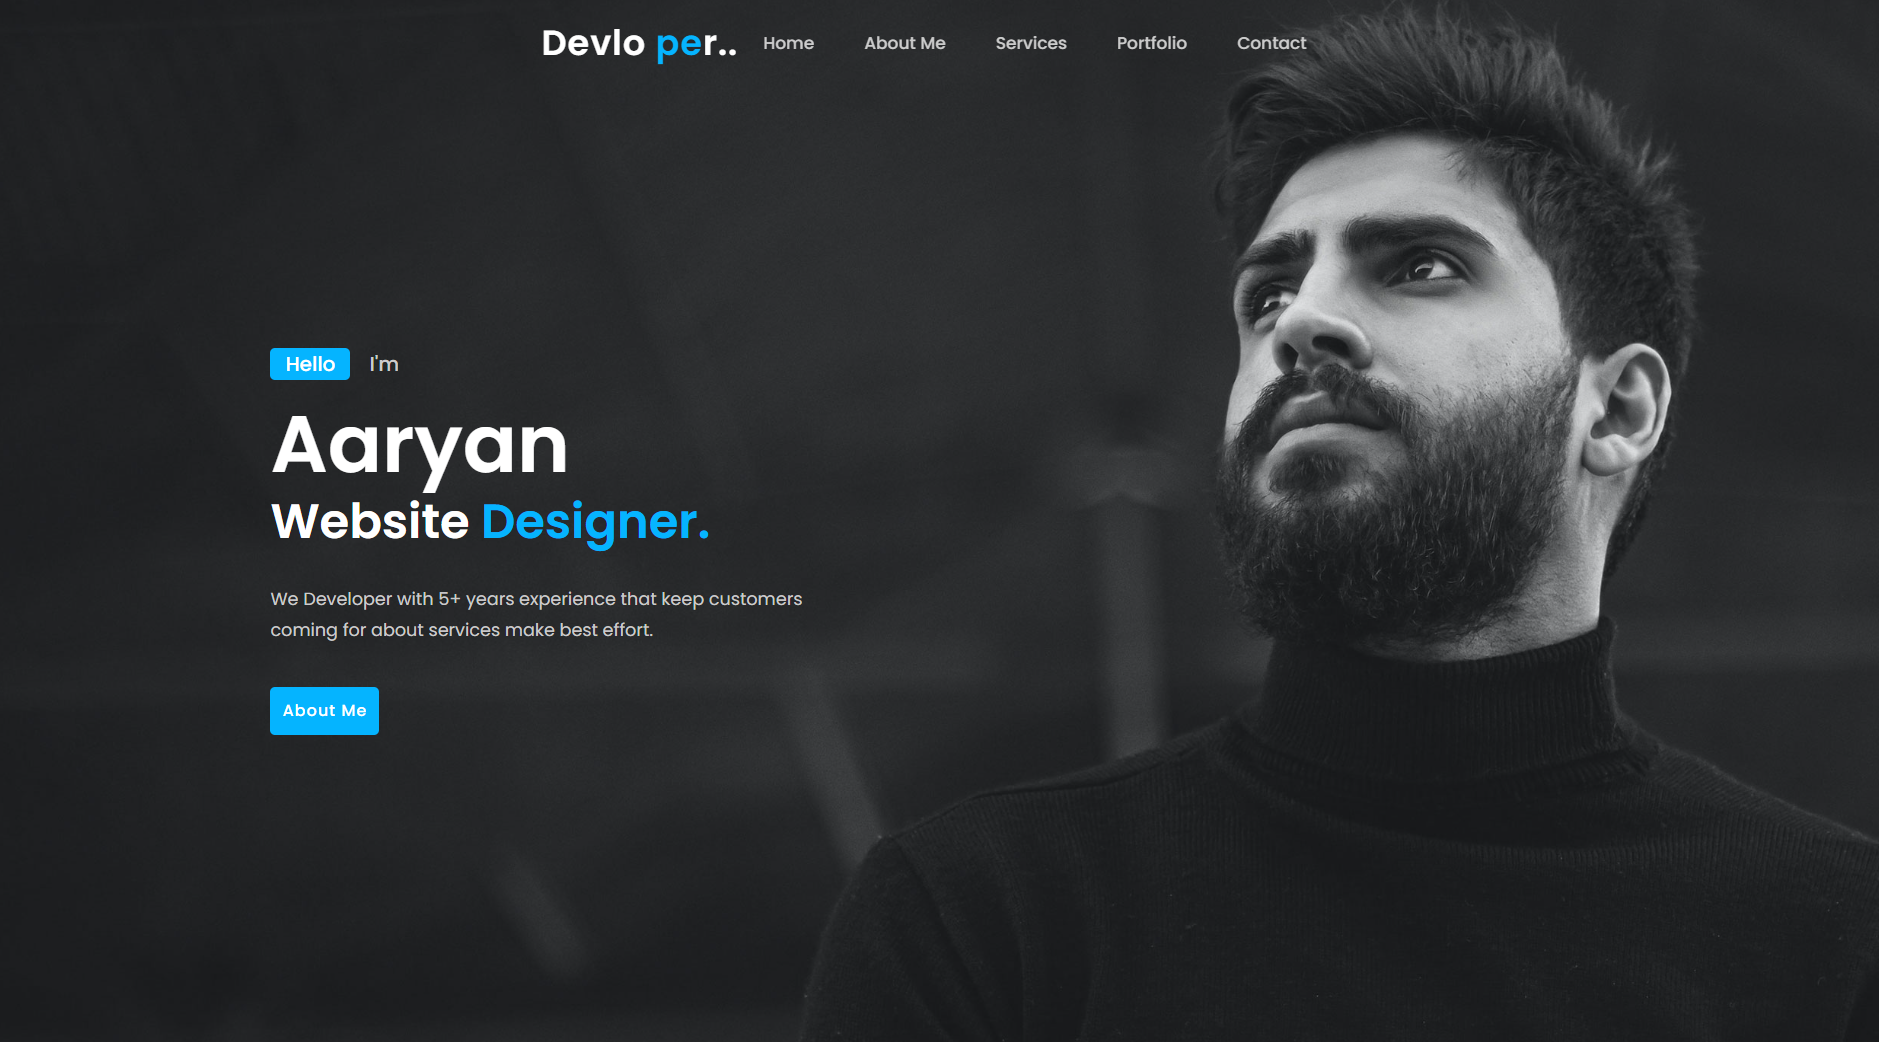 Devlo per.. Home About Me Services Portfolio Contact
Hello I'm
Aaryan
Website Designer.
We Developer with 5+ years experience that keep customers
coming for about services make best effort.
About Me